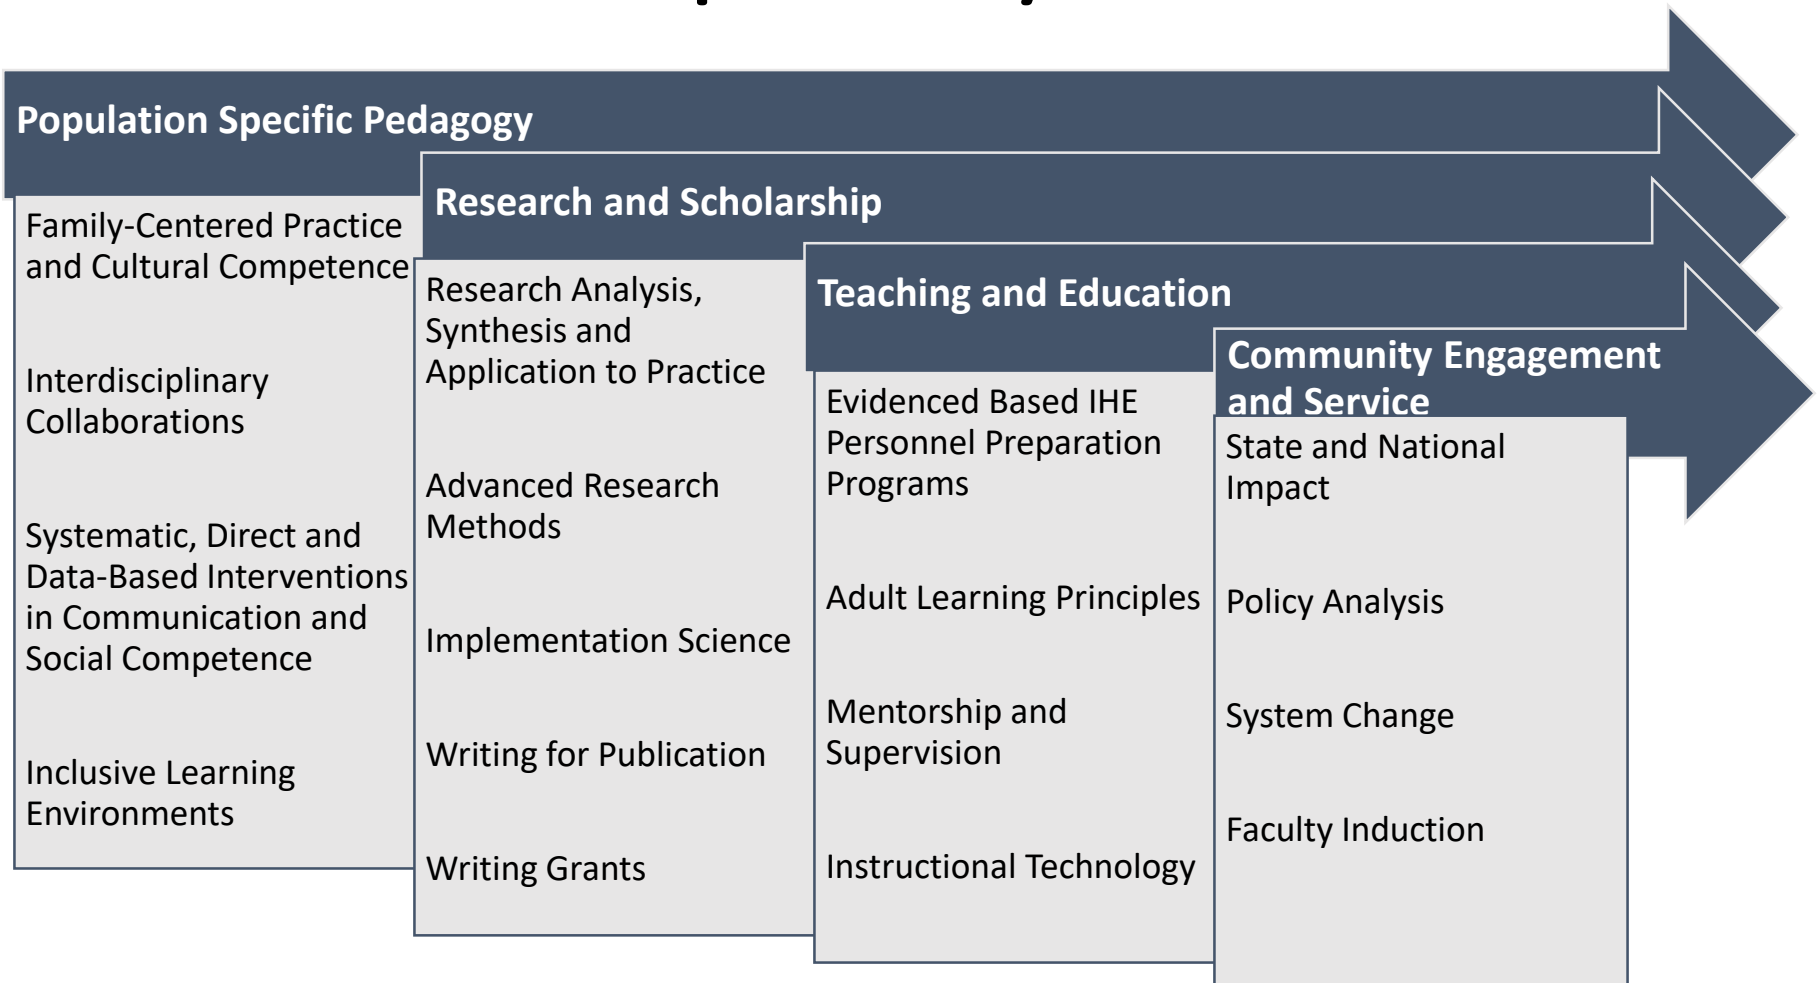 Population Specific Pedagogy
Family-Centered Practice
and Cultural Competence
Interdisciplinary
Collaborations
Systematic, Direct and
Data-Based Interventions
in Communication and
Social Competence
Inclusive Learning
Environments
Research and Scholarship
Research Analysis,
Synthesis and
Application to Practice
Advanced Research
Methods
Implementation Science
Writing for Publication
Writing Grants
Teaching and Education
Evidenced Based IHE
Personnel Preparation
Programs
Adult Learning Principles
Mentorship and
Supervision
Instructional Technology
Community Engagement
and Service
State and National
Impact
Policy Analysis
System Change
Faculty Induction